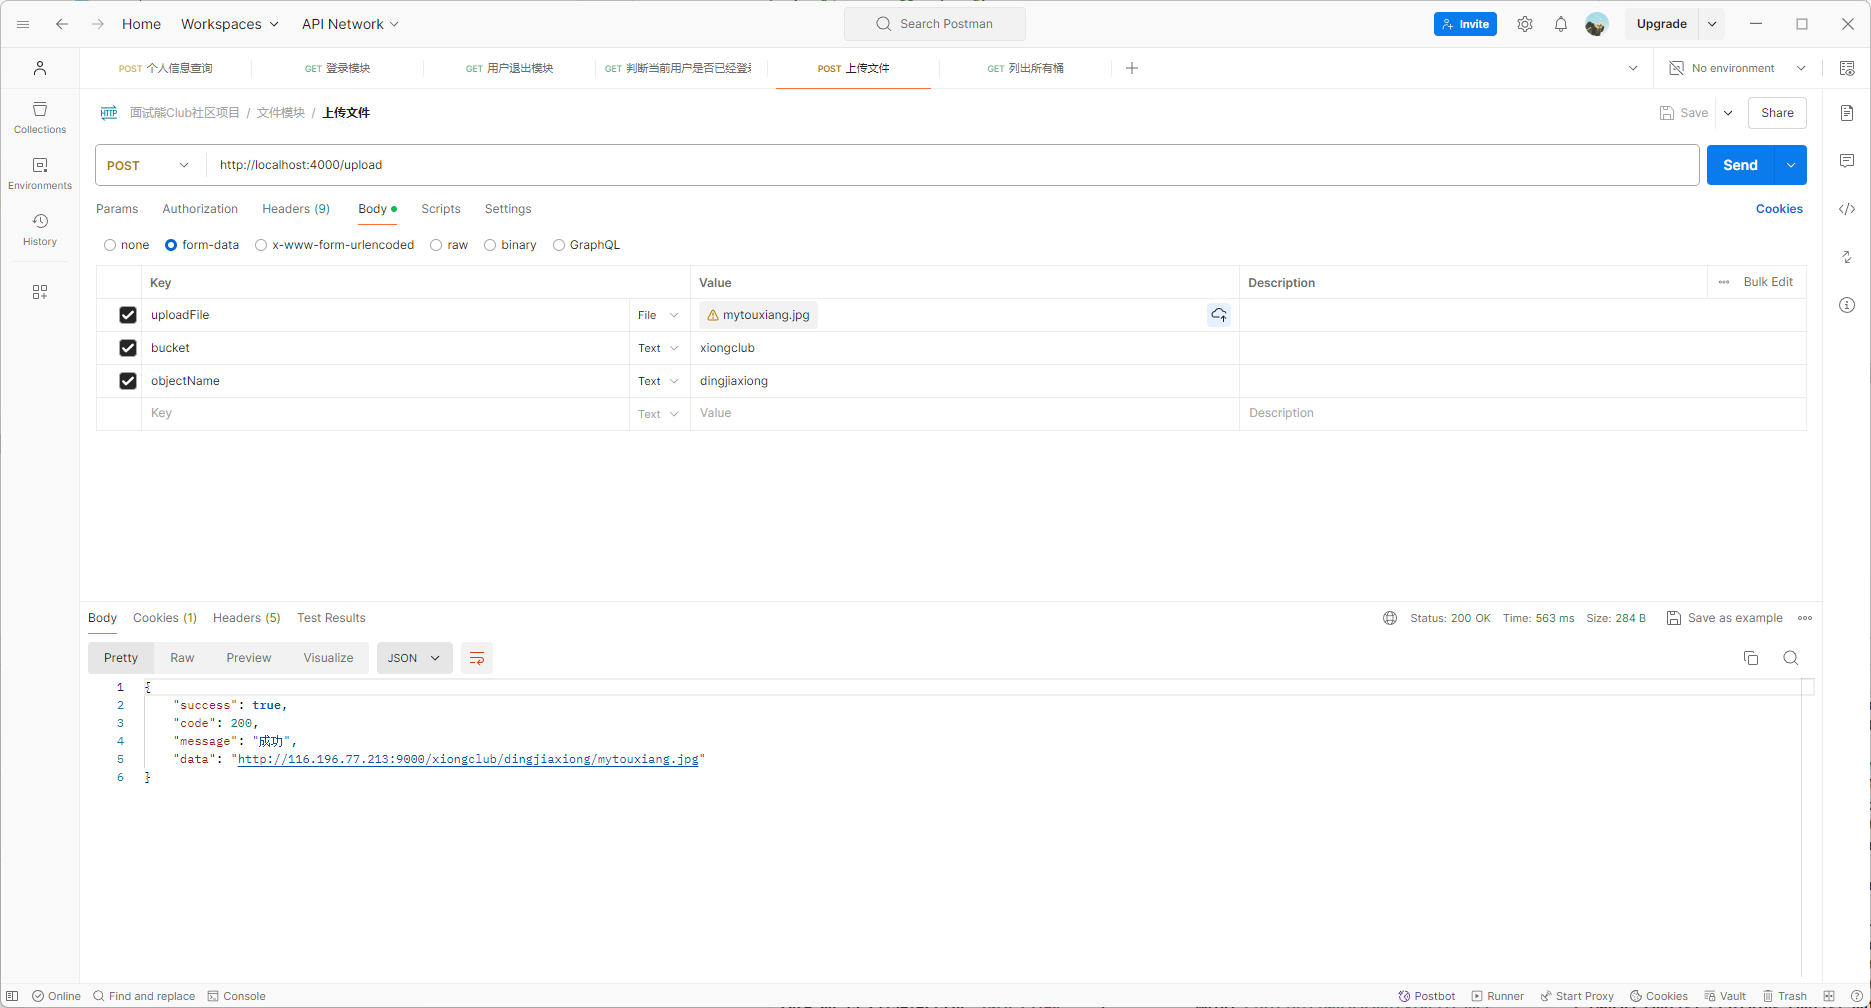 Home Workspaces API Network Search Postman Invite Upgrade
POST 个人信息查询 GET 登录模块 GET 用户退出模块 GET 判断当前用户是否已经登录 POST 上传文件 GET 列出所有桶 No environment
HTTP 面试熊Club社区项目 / 文件模块 / 上传文件 Save Share
Collections
Environments
History
POST http://localhost:4000/upload Send
Params Authorization Headers (9) Body Scripts Settings Cookies
none form-data x-www-form-urlencoded raw binary GraphQL
Key Value Description Bulk Edit
uploadFile File mytouxiang.jpg
bucket Text xiongclub
objectName Text dingjiaxiong
Key Text Value Description
Body Cookies (1) Headers (5) Test Results Status: 200 OK Time: 563 ms Size: 284 B Save as example
Pretty Raw Preview Visualize JSON
1 {
2 "success": true,
3 "code": 200,
4 "message": "成功",
5 "data": "http://116.196.77.213:9000/xiongclub/dingjiaxiong/mytouxiang.jpg"
6 }
Online Find and replace Console Postbot Runner Start Proxy Cookies Vault Trash